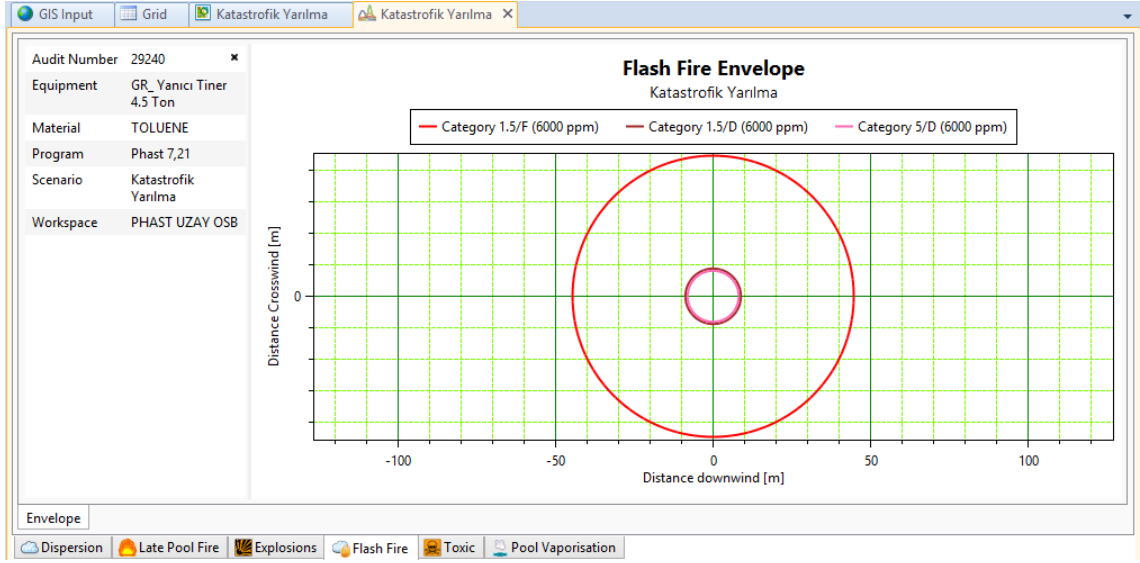 GIS Input
Grid
Katastrofik Yarılma
Katastrofik Yarılma
Audit Number 29240
Equipment GR_ Yanıcı Tiner
4.5 Ton
Material TOLUENE
Program Phast 7,21
Scenario Katastrofik
Yarılma
Workspace PHAST UZAY OSB
Flash Fire Envelope
Katastrofik Yarılma
Category 1.5/F (6000 ppm) Category 1.5/D (6000 ppm) Category 5/D (6000 ppm)
Distance Crosswind [m]
0
-100 -50 0 50 100
Distance downwind [m]
Envelope
Dispersion Late Pool Fire Explosions Flash Fire Toxic Pool Vaporisation